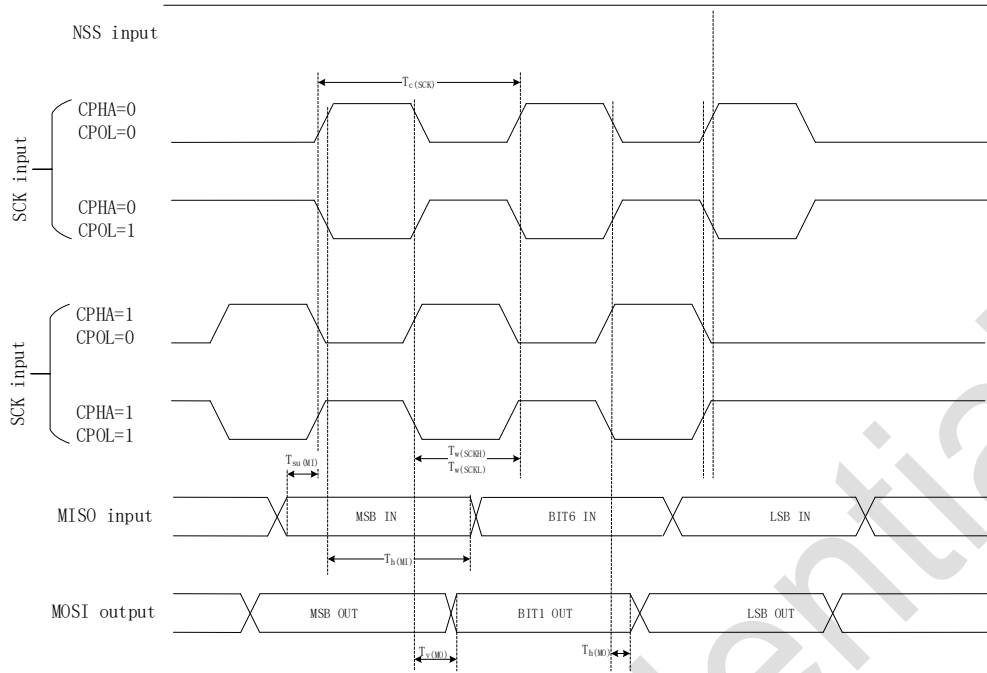 NSS input
Tc(SCK)
SCK input
CPHA=0
CPOL=0
CPHA=0
CPOL=1
SCK input
CPHA=1
CPOL=0
CPHA=1
CPOL=1
Tsu(MI)
Tw(SCKH)
Tw(SCKL)
MISO input
MSB IN
BIT6 IN
LSB IN
Th(MI)
MOSI output
MSB OUT
BIT1 OUT
LSB OUT
Tv(MO)
Th(MO)